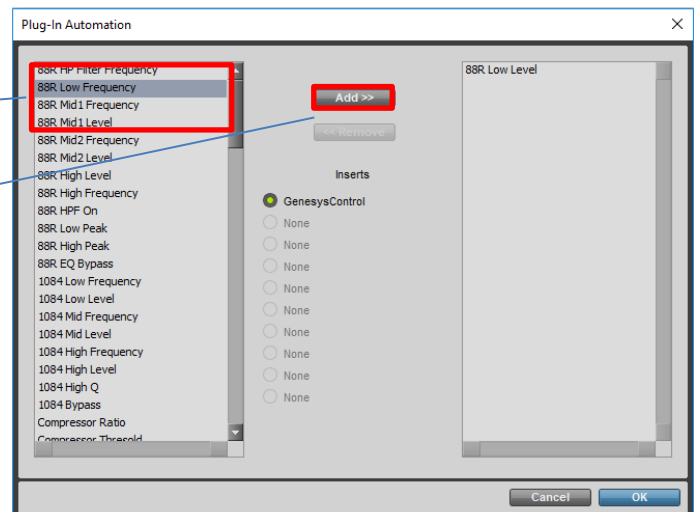 Plug-In Automation
88R HP Filter Frequency
88R Low Frequency
88R Mid1 Frequency
88R Mid1 Level
88R Mid2 Frequency
88R Mid2 Level
88R High Level
88R High Frequency
88R HPF On
88R Low Peak
88R High Peak
88R EQ Bypass
1084 Low Frequency
1084 Low Level
1084 Mid Frequency
1084 Mid Level
1084 High Frequency
1084 High Level
1084 High Q
1084 Bypass
Compressor Ratio
Compressor Thresold
Add >>
<< Remove
Inserts
GenesysControl
None
None
None
None
None
None
None
None
None
88R Low Level
Cancel
OK